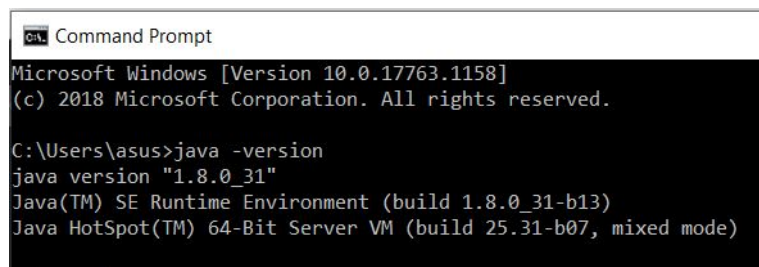 Command Prompt
Microsoft Windows [Version 10.0.17763.1158]
(c) 2018 Microsoft Corporation. All rights reserved.
C:\Users\asus>java -version
java version "1.8.0_31"
Java(TM) SE Runtime Environment (build 1.8.0_31-b13)
Java HotSpot(TM) 64-Bit Server VM (build 25.31-b07, mixed mode)